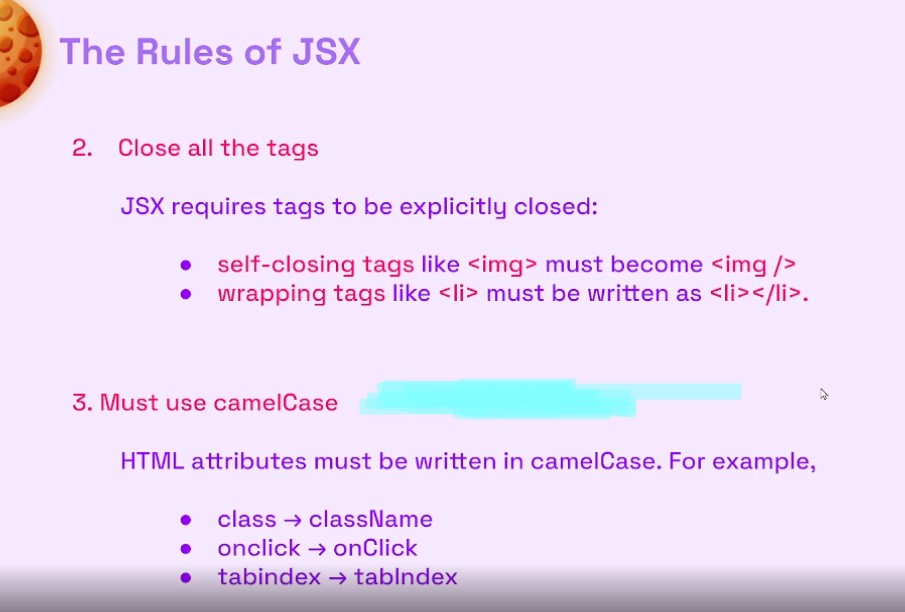 The Rules of JSX
2. Close all the tags
JSX requires tags to be explicitly closed:
● self-closing tags like <img> must become <img />
● wrapping tags like <li> must be written as <li></li>.
3. Must use camelCase
HTML attributes must be written in camelCase. For example,
● class → className
● onclick → onClick
● tabindex → tabIndex